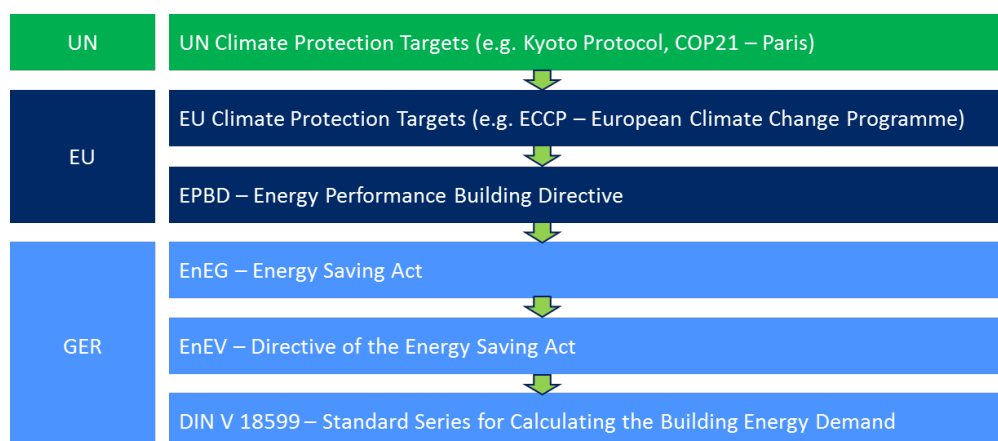 UN
UN Climate Protection Targets (e.g. Kyoto Protocol, COP21 – Paris)
EU
EU Climate Protection Targets (e.g. ECCP – European Climate Change Programme)
EPBD – Energy Performance Building Directive
GER
EnEG – Energy Saving Act
EnEV – Directive of the Energy Saving Act
DIN V 18599 – Standard Series for Calculating the Building Energy Demand